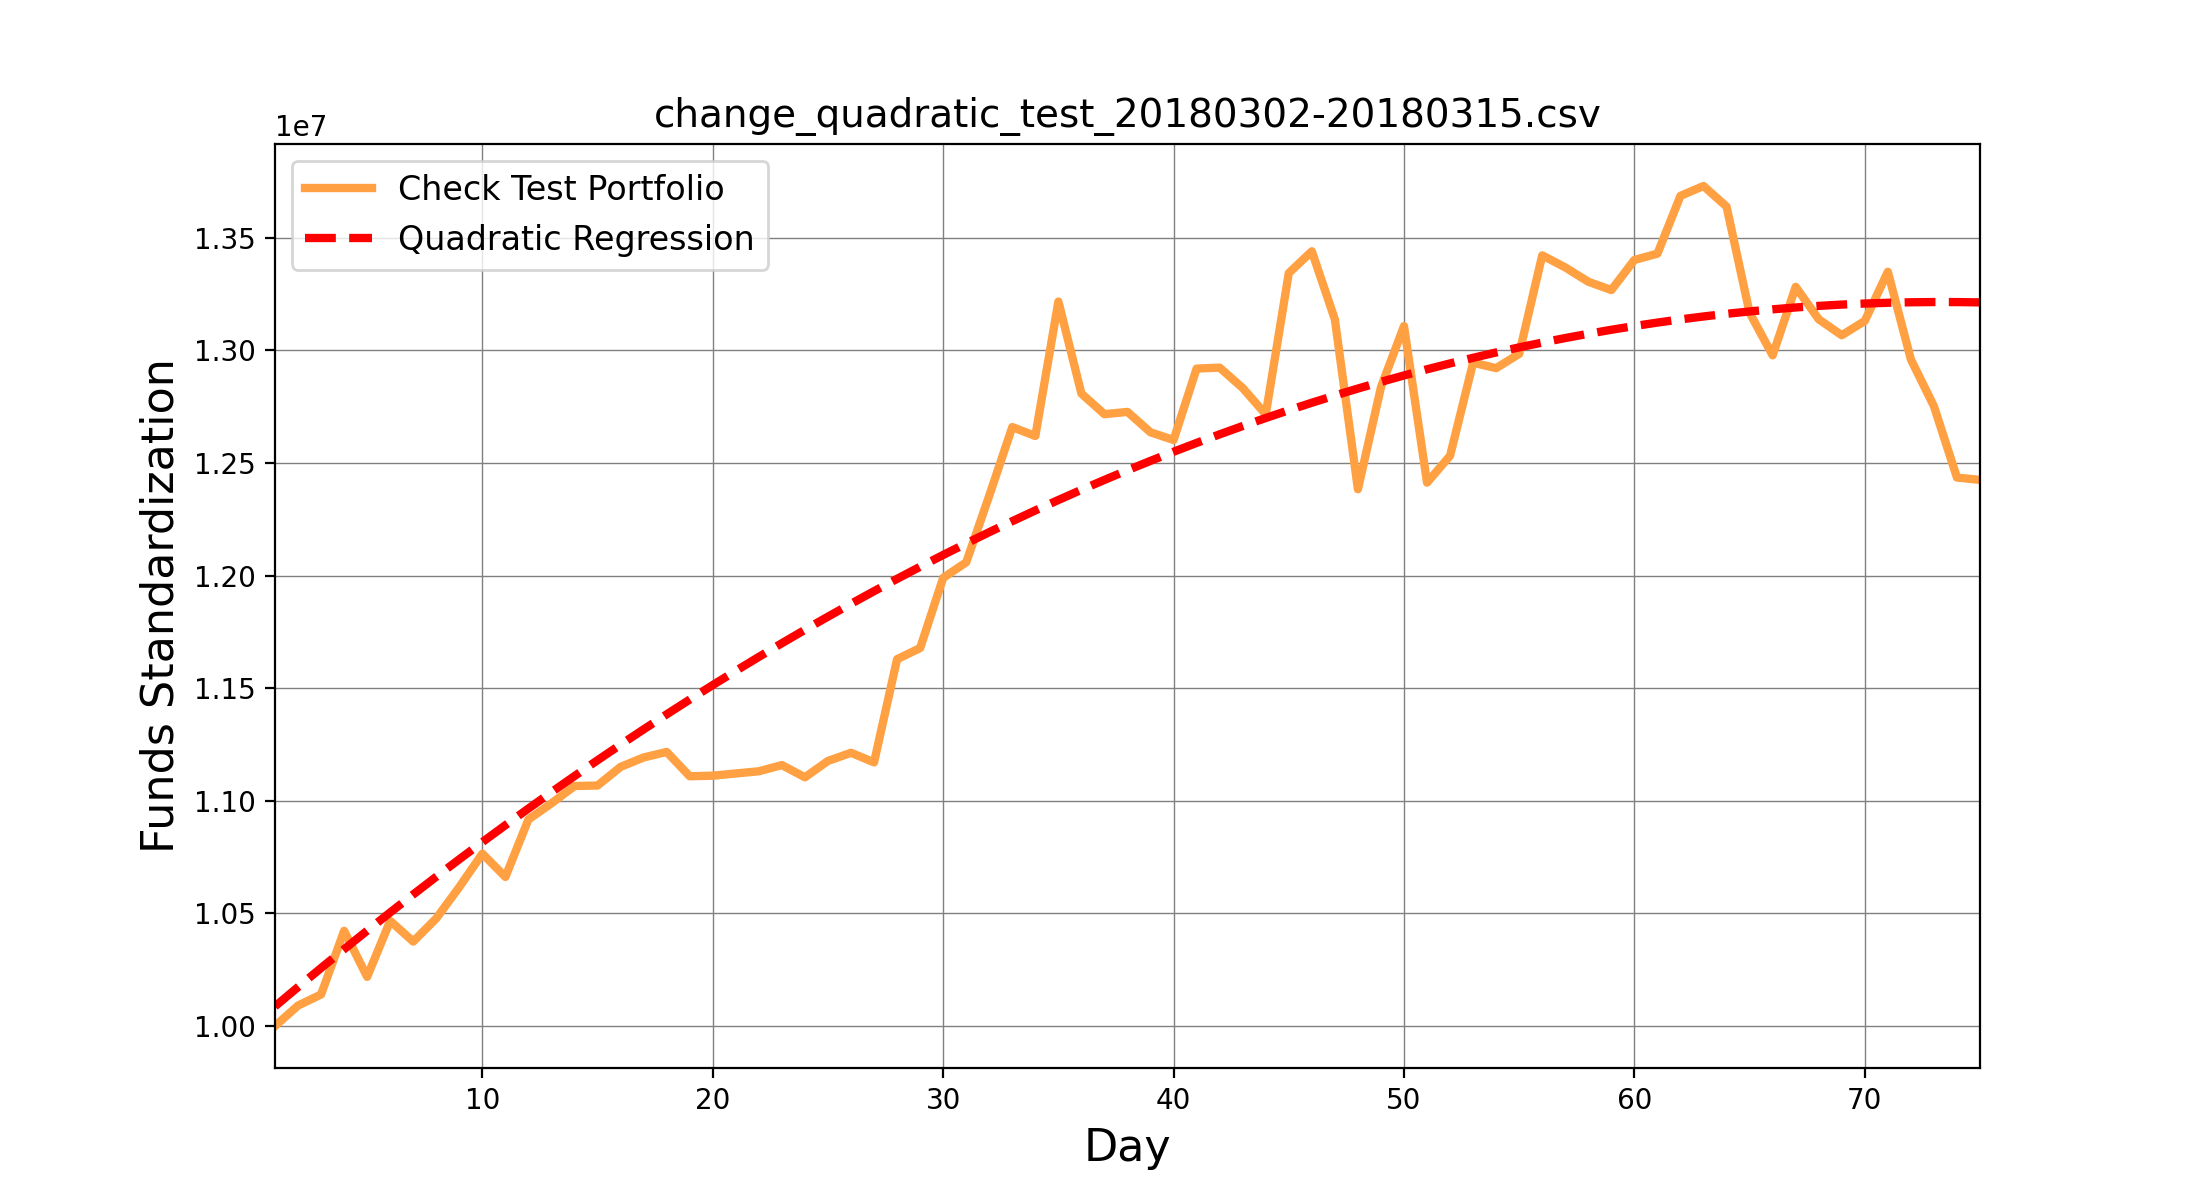 change_quadratic_test_20180302-20180315.csv
1e7
Check Test Portfolio
Quadratic Regression
Funds Standardization
1.35
1.30
1.25
1.20
1.15
1.10
1.05
1.00
10 20 30 40 50 60 70
Day